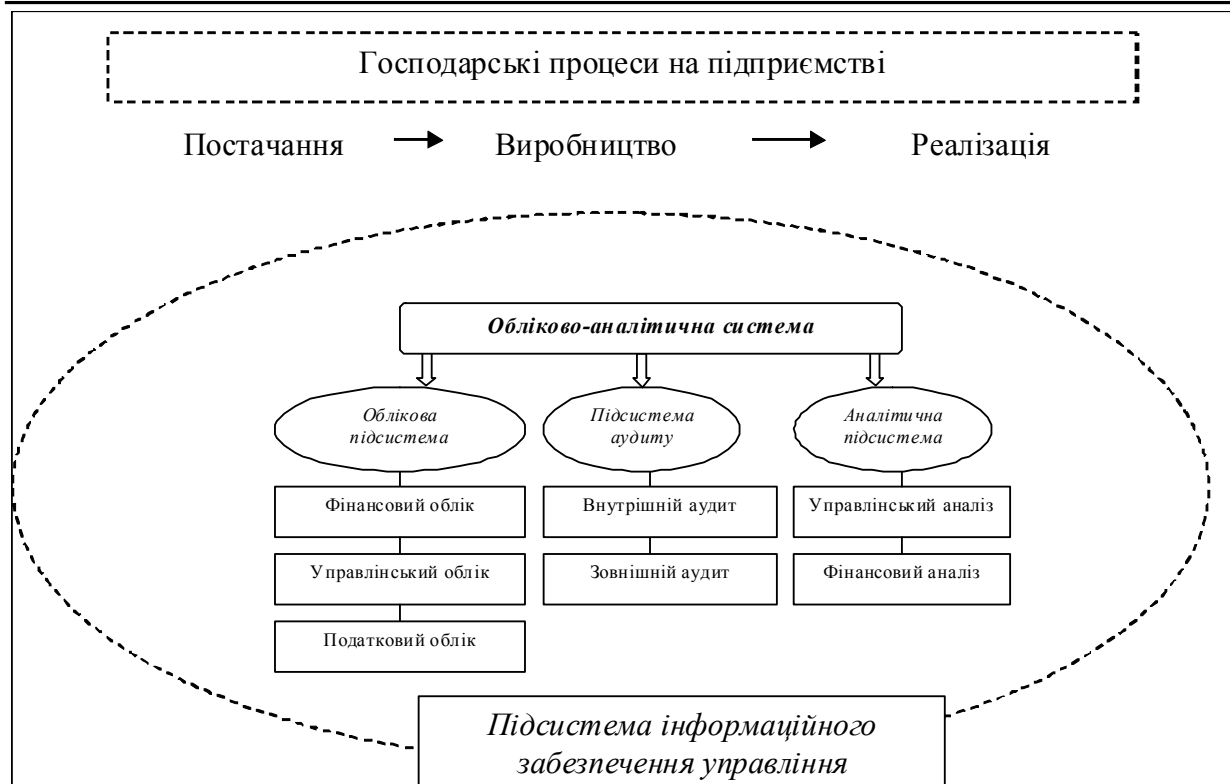 Господарські процеси на підприємстві
Постачання Виробництво Реалізація
Обліково-аналітична система
Облікова
підсистема
Підсистема
аудиту
Аналітична
підсистема
Фінансовий облік
Внутрішній аудит
Управлінський аналіз
Управлінський облік
Зовнішній аудит
Фінансовий аналіз
Податковий облік
Підсистема інформаційного
забезпечення управління